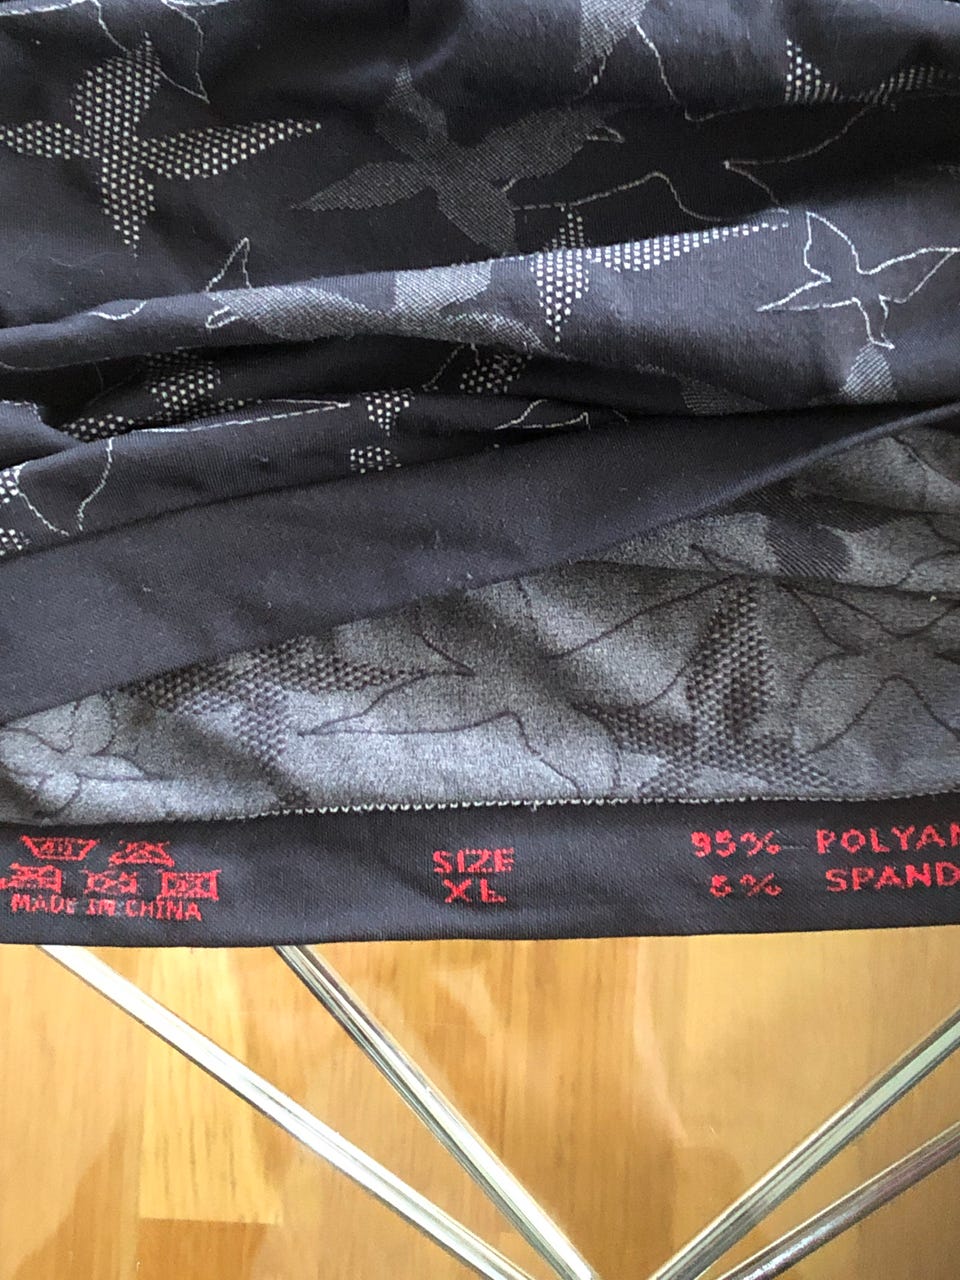 MADE IN CHINA
SIZE
XL
95% POLYAM
5% SPAND